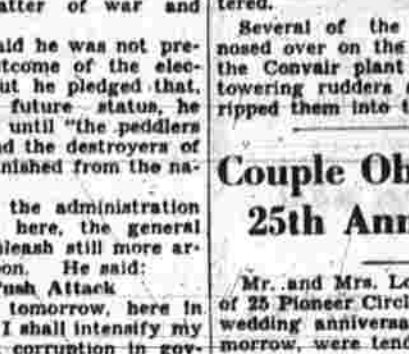 atter of war and
aid he was not pre-
utcome of the elec-
ut he pledged that,
future status, he
until "the peddlers
nd the destroyers of
nished from the na-
the administration
here, the general
nleash still more ar-
on. He said:
ush Attack
tomorrow, here in
I shall intensify my
corruption in gov-
tered.
Several of the
nosed over on the
the Convair plant
towering rudders
ripped them into
Couple Ob
25th Ann
Mr. and Mrs. Le
of 25 Pioneer Circl
wedding anniversa
morrow, were tend